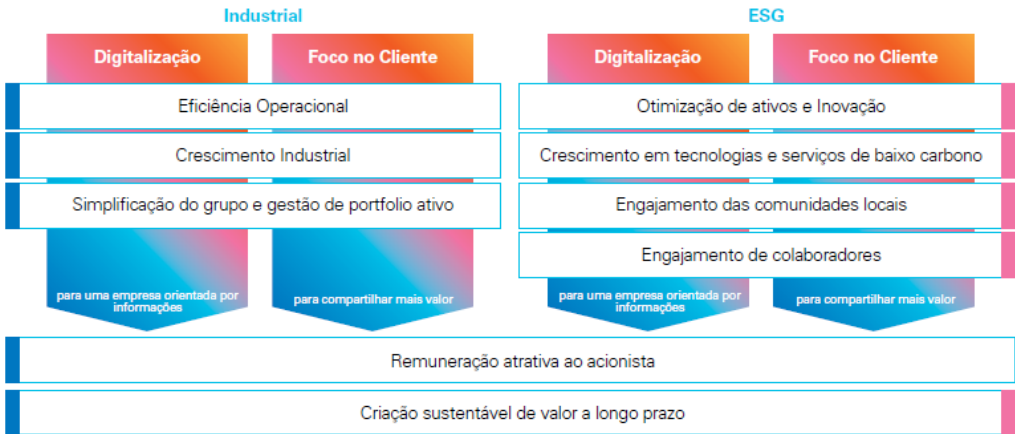 Industrial
Digitalização
Foco no Cliente
Eficiência Operacional
Crescimento Industrial
Simplificação do grupo e gestão de portfolio ativo
para uma empresa orientada por
informações
para compartilhar mais valor
ESG
Digitalização
Foco no Cliente
Otimização de ativos e Inovação
Crescimento em tecnologias e serviços de baixo carbono
Engajamento das comunidades locais
Engajamento de colaboradores
para uma empresa orientada por
informações
para compartilhar mais valor
Remuneração atrativa ao acionista
Criação sustentável de valor a longo prazo